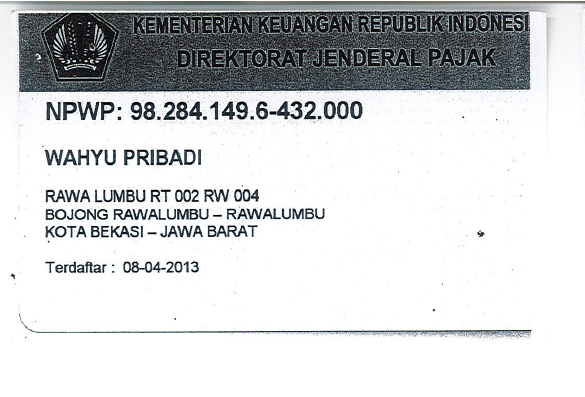 KEMENTERIAN KEUANGAN REPUBLIK INDONESI
DIREKTORAT JENDERAL PAJAK
NPWP: 98.284.149.6-432.000
WAHYU PRIBADI
RAWA LUMBU RT 002 RW 004
BOJONG RAWALUMBU – RAWALUMBU
KOTA BEKASI – JAWA BARAT
Terdaftar : 08-04-2013